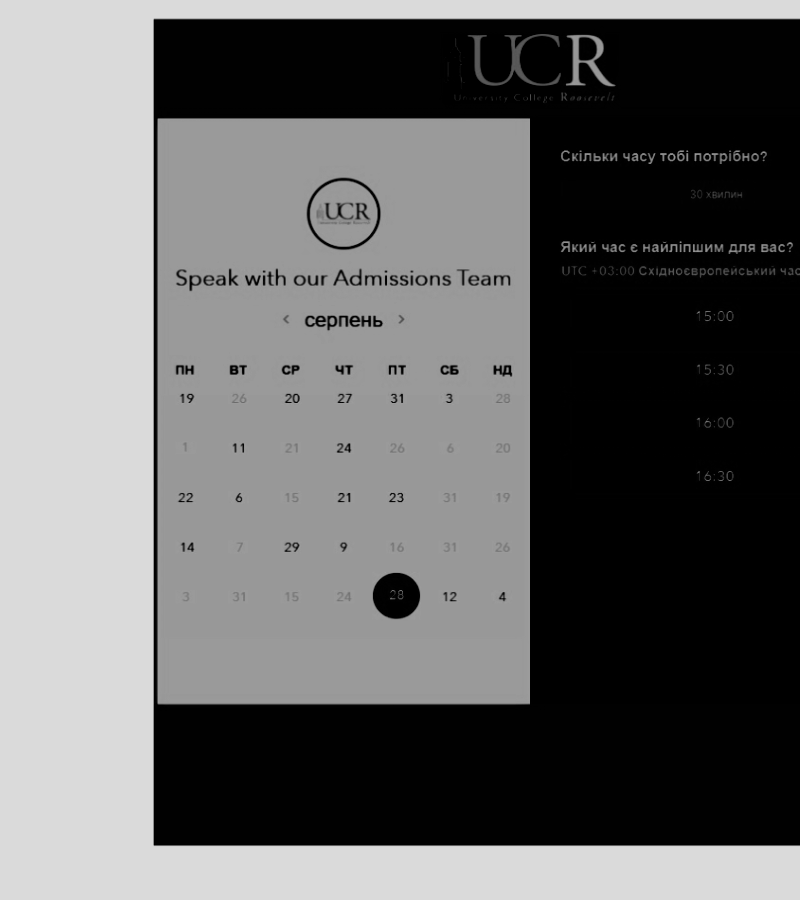 UCR
University College Roosevelt
UCR
Speak with our Admissions Team
< серпень >
ПН ВТ СР ЧТ ПТ СБ НД
19 26 20 27 31 3 28
1 11 21 24 26 6 20
22 6 15 21 23 31 19
14 7 29 9 16 31 26
3 31 15 24 28 12 4
Скільки часу тобі потрібно?
30 хвилин
Який час є найліпшим для вас?
UTC +03:00 Східноєвропейський час
15:00
15:30
16:00
16:30